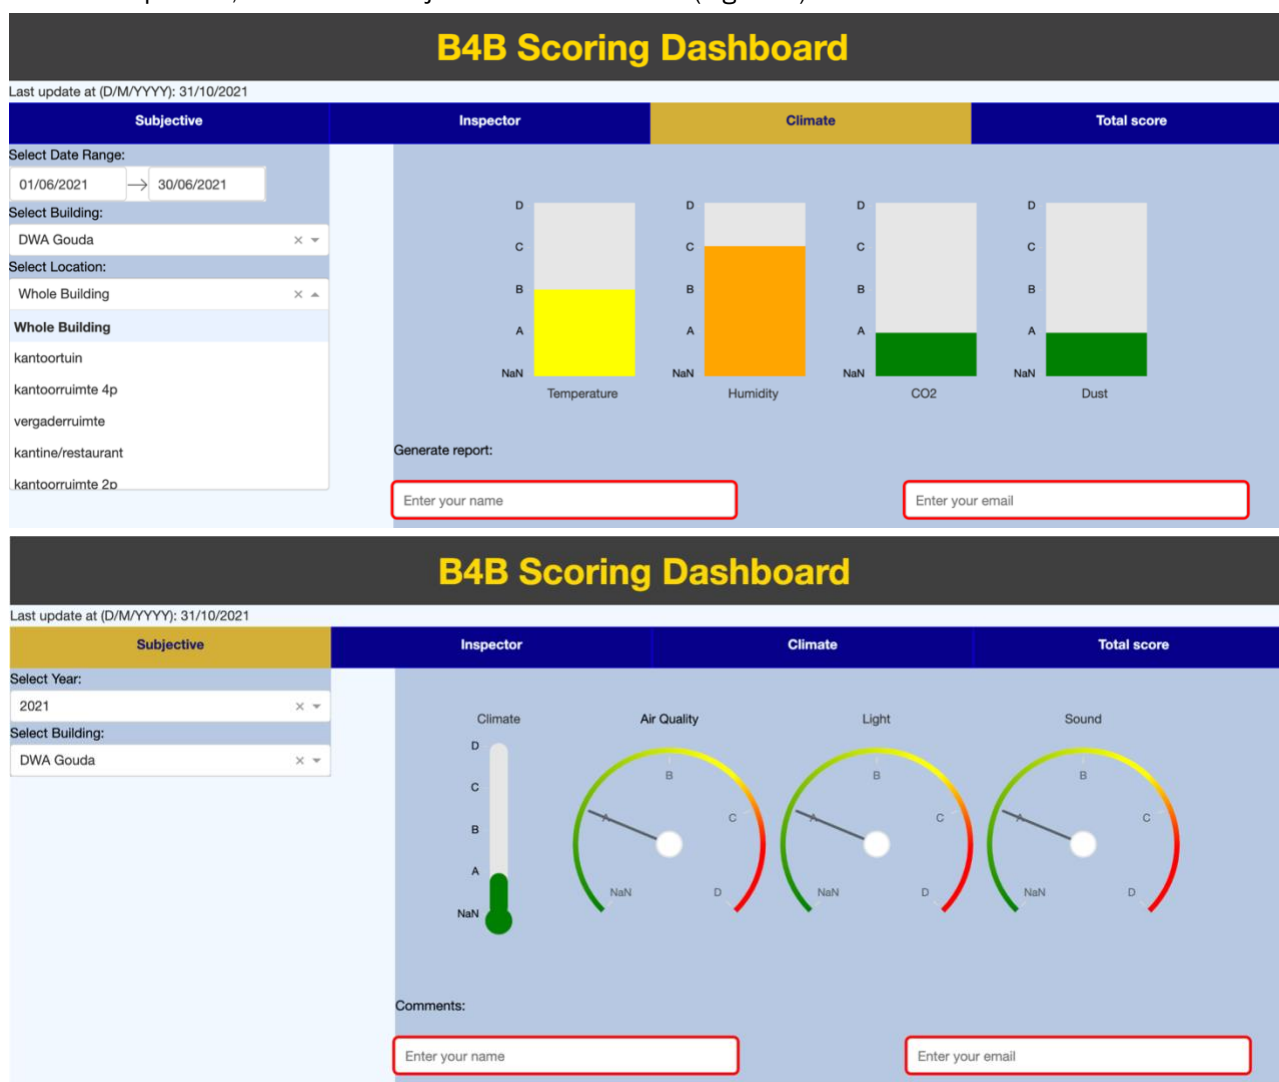 B4B Scoring Dashboard
Last update at (D/M/YYYY): 31/10/2021
Subjective Inspector Climate Total score
Select Date Range:
01/06/2021 → 30/06/2021
Select Building:
DWA Gouda
Select Location:
Whole Building
Whole Building
kantoortuin
kantoorruimte 4p
vergaderruimte
kantine/restaurant
kantoorruimte 2p
D
C
B
A
NaN
Temperature
D
C
B
A
NaN
Humidity
D
C
B
A
NaN
CO2
D
C
B
A
NaN
Dust
Generate report:
Enter your name Enter your email
B4B Scoring Dashboard
Last update at (D/M/YYYY): 31/10/2021
Subjective Inspector Climate Total score
Select Year:
2021
Select Building:
DWA Gouda
Climate
D
C
B
A
NaN
Air Quality
NaN
A
B
C
D
Light
NaN
A
B
C
D
Sound
NaN
A
B
C
D
Comments:
Enter your name Enter your email